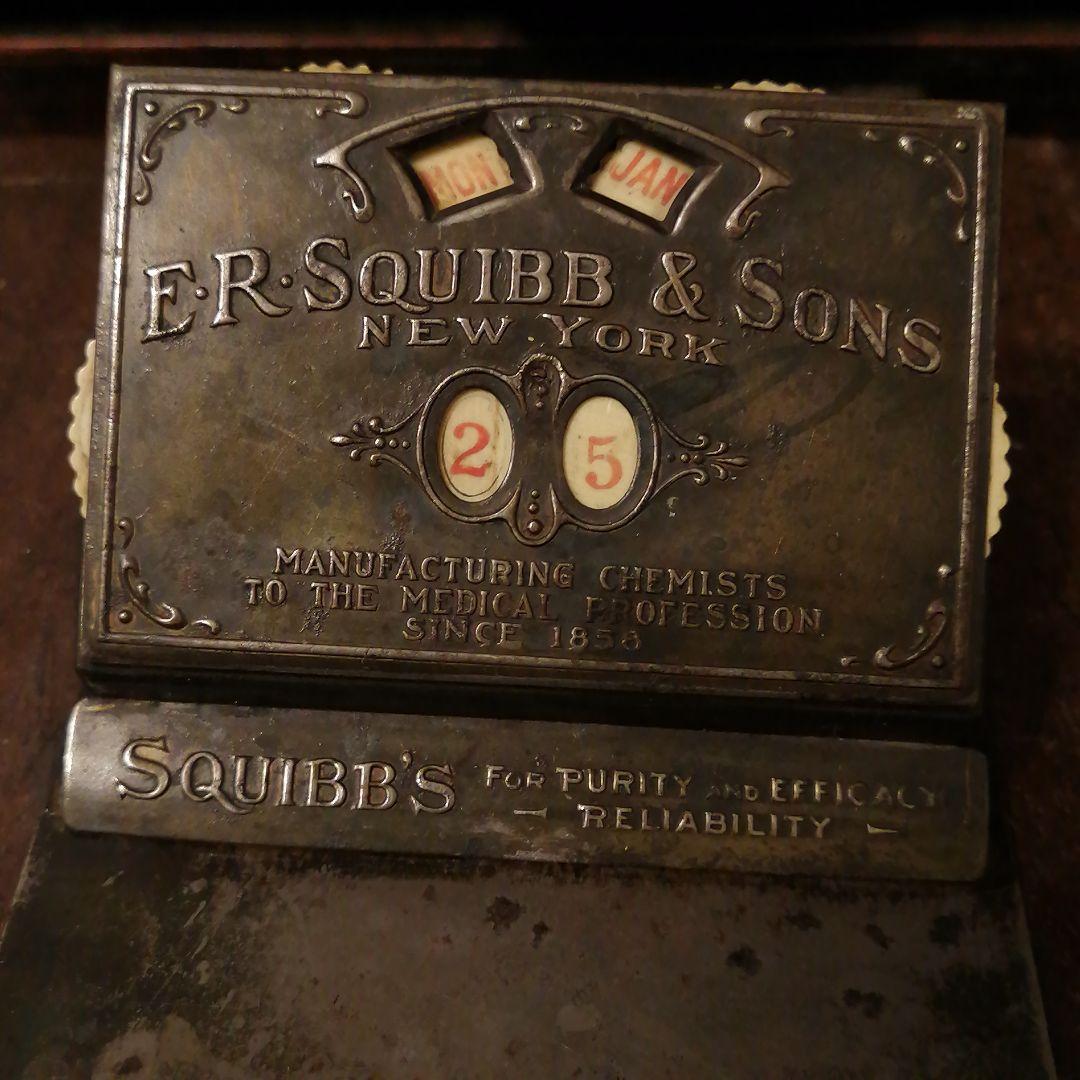 MON JAN
E·R·SQUIBB & SONS
NEW YORK
2 5
MANUFACTURING CHEMISTS
TO THE MEDICAL PROFESSION
SINCE 1858
SQUIBB'S FOR PURITY AND EFFICACY
- RELIABILITY -